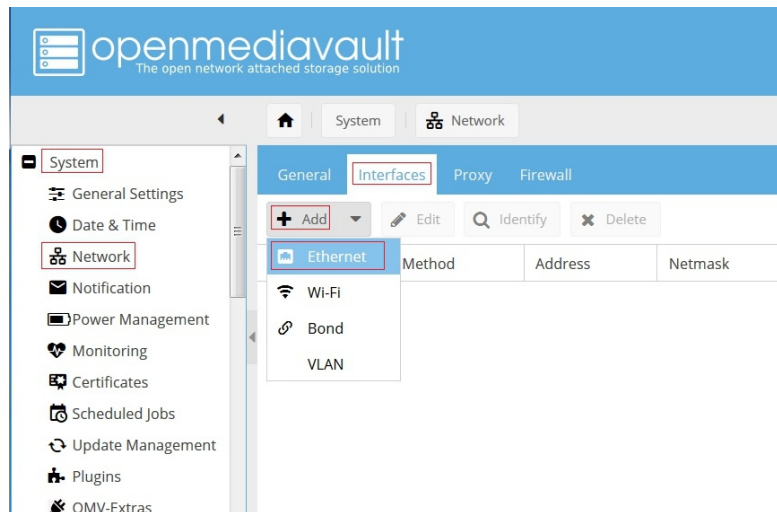 openmediavault
The open network attached storage solution
System
Network
System
General Settings
Date & Time
Network
Notification
Power Management
Monitoring
Certificates
Scheduled Jobs
Update Management
Plugins
OMV-Extras
General Interfaces Proxy Firewall
Add Edit Identify Delete
Method Address Netmask
Ethernet
Wi-Fi
Bond
VLAN